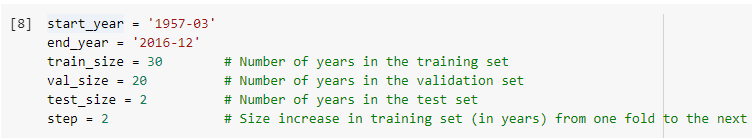 [8] start_year = '1957-03'
end_year = '2016-12'
train_size = 30 # Number of years in the training set
val_size = 20 # Number of years in the validation set
test_size = 2 # Number of years in the test set
step = 2 # Size increase in training set (in years) from one fold to the next